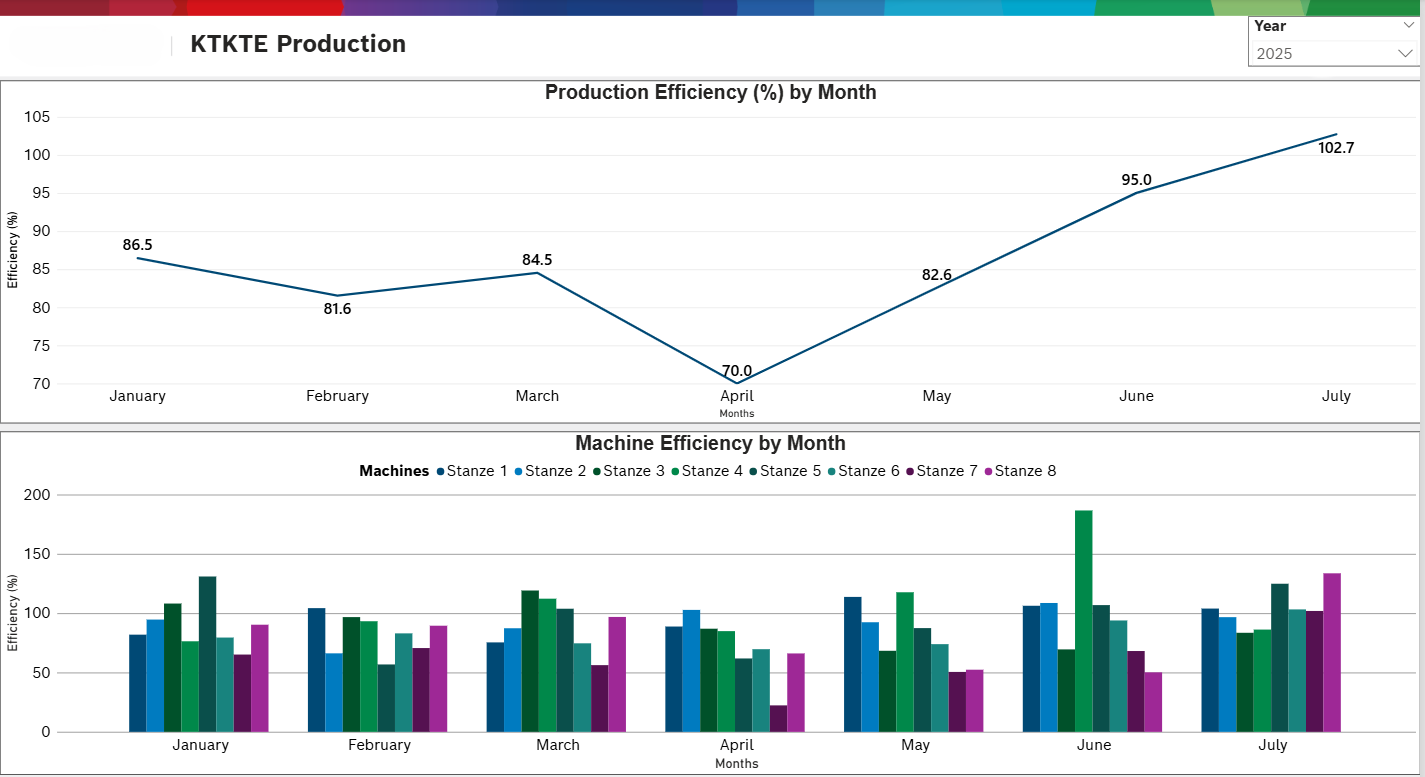 KTKTE Production
Year
2025
Production Efficiency (%) by Month
105
100
95
90
85
80
75
70
Efficiency (%)
86.5
81.6
84.5
70.0
82.6
95.0
102.7
January February March April May June July
Months
Machine Efficiency by Month
Machines Stanze 1 Stanze 2 Stanze 3 Stanze 4 Stanze 5 Stanze 6 Stanze 7 Stanze 8
200
150
100
50
0
Efficiency (%)
January February March April May June July
Months